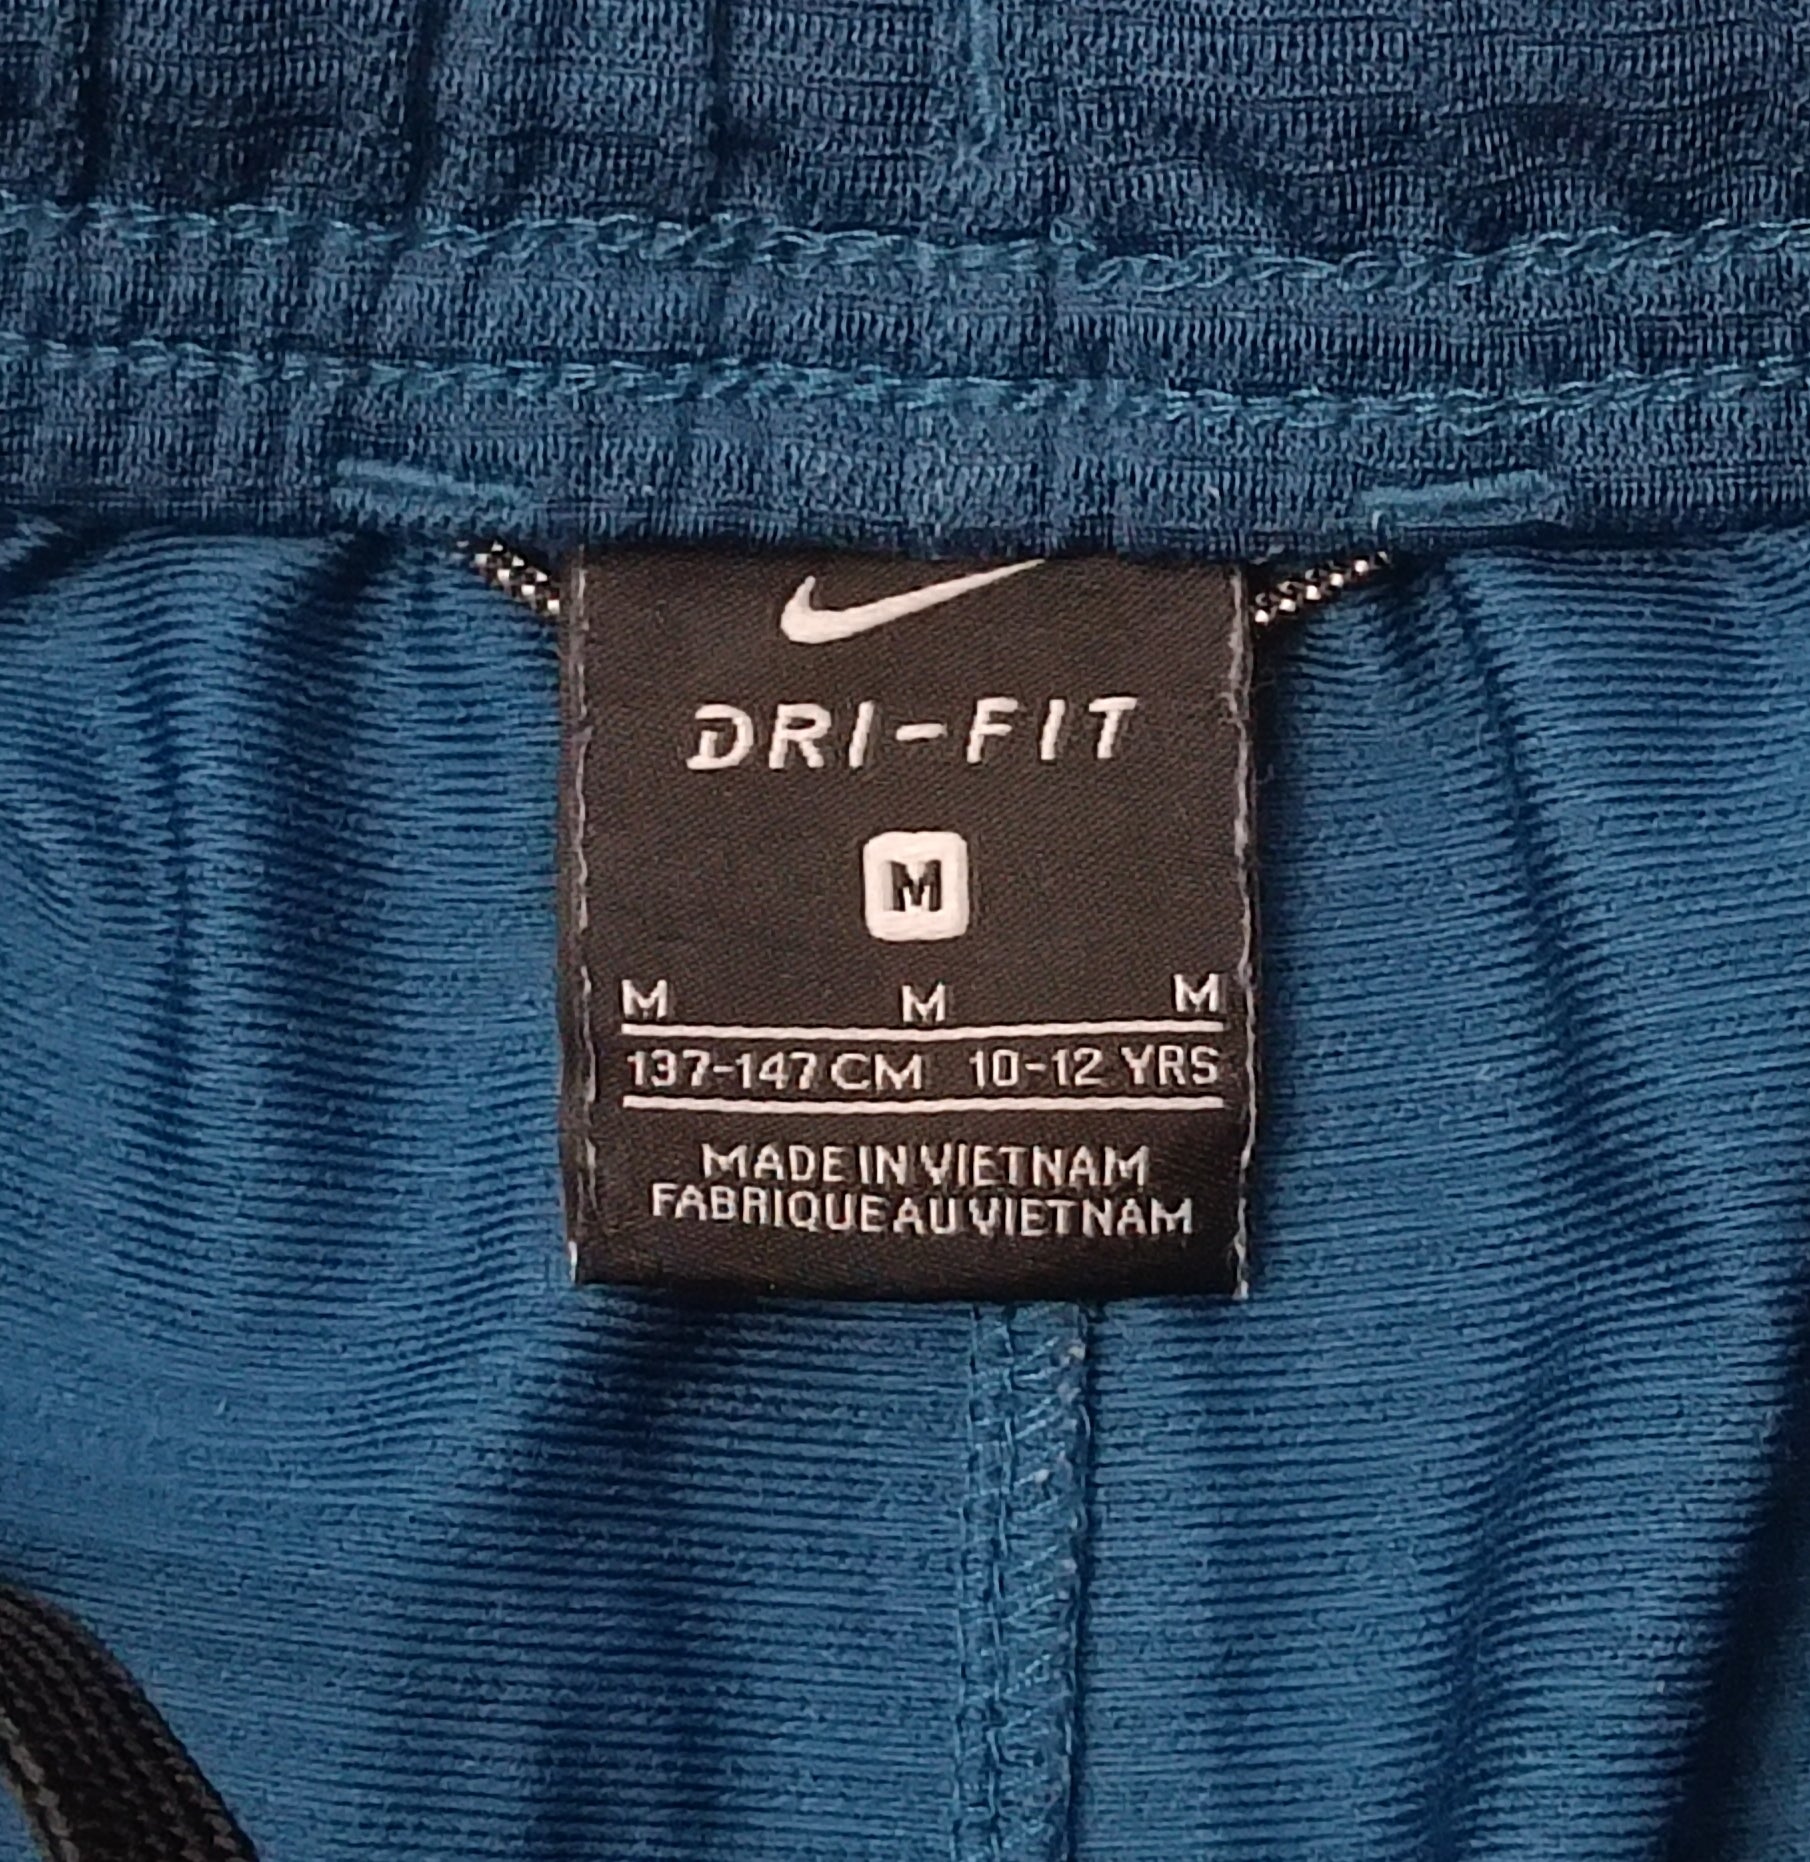 DRI-FIT
M
M M M
137-147 CM 10-12 YRS
MADE IN VIETNAM
FABRIQUE AU VIETNAM